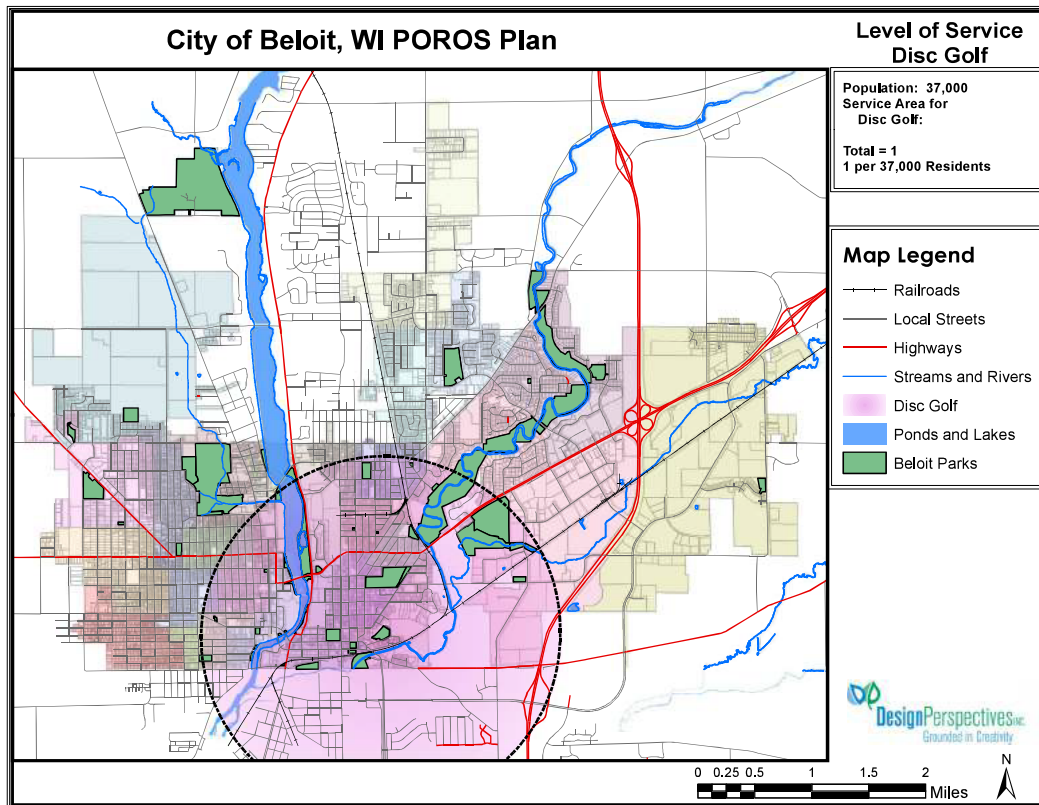 City of Beloit, WI POROS Plan
Level of Service
Disc Golf
Population: 37,000
Service Area for
Disc Golf:
Total = 1
1 per 37,000 Residents
Map Legend
Railroads
Local Streets
Highways
Streams and Rivers
Disc Golf
Ponds and Lakes
Beloit Parks
DesignPerspectives INC.
Grounded in Creativity
N
0 0.25 0.5 1 1.5 2
Miles